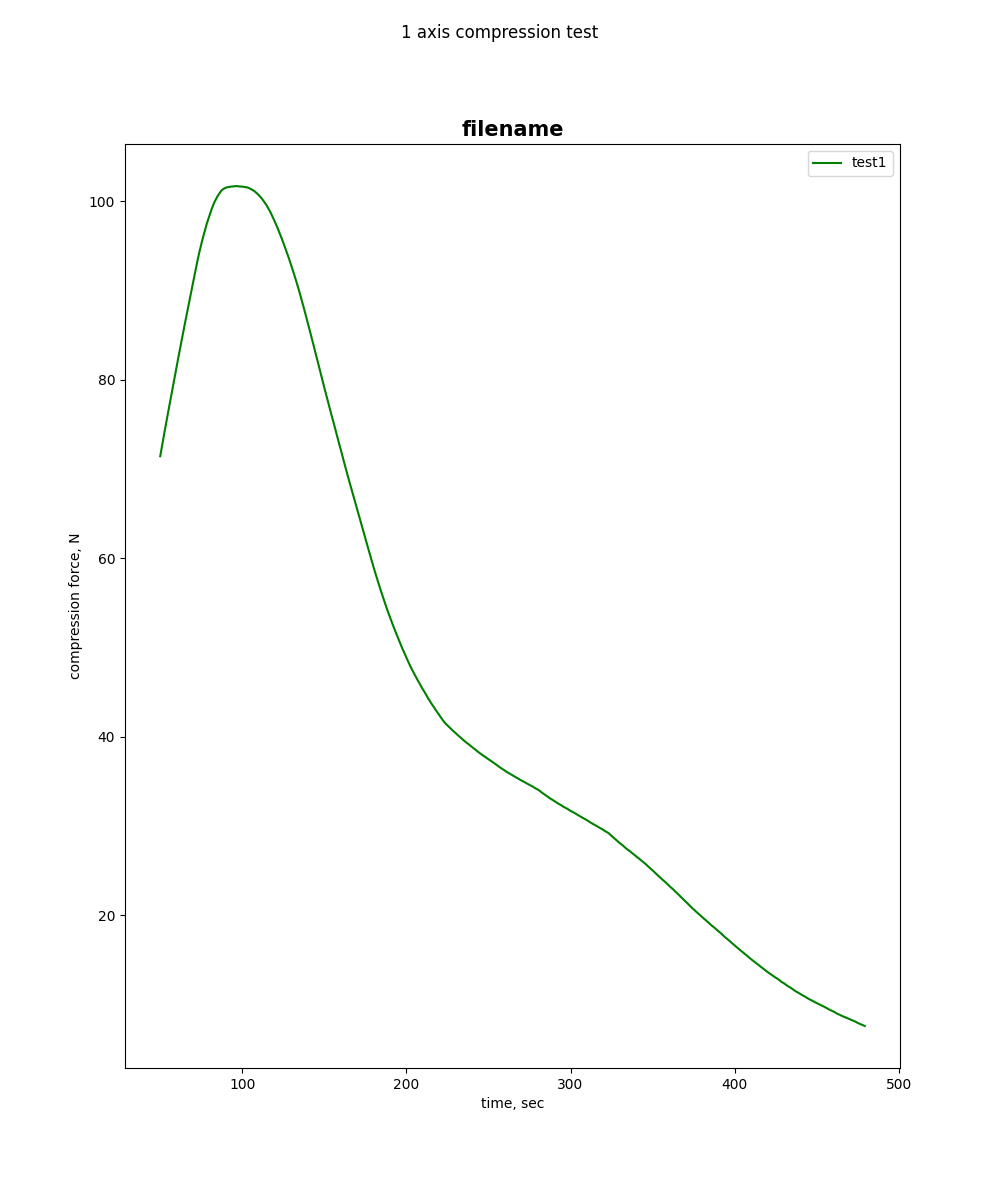 1 axis compression test
filename
test1
100
80
60
40
20
compression force, N
100 200 300 400 500
time, sec